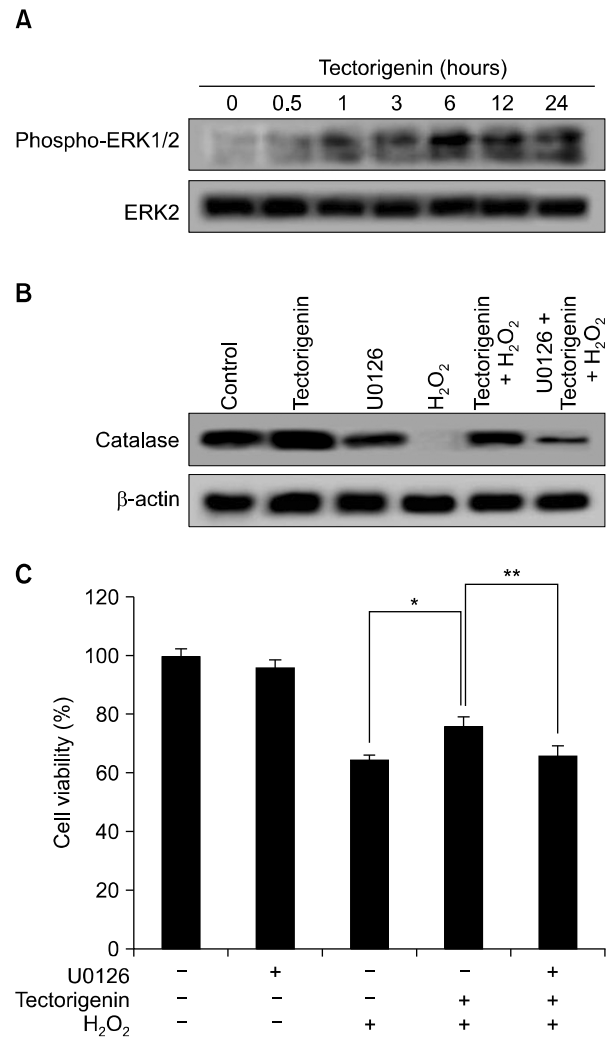 A
Tectorigenin (hours)
0 0.5 1 3 6 12 24
Phospho-ERK1/2
ERK2
B
Control
Tectorigenin
U0126
H₂O₂
Tectorigenin
+ H₂O₂
U0126 +
Tectorigenin
+ H₂O₂
Catalase
β-actin
C
120
100
80
60
40
20
0
Cell viability (%)
*
**
U0126 − + − − +
Tectorigenin − − − + +
H₂O₂ − − + + +